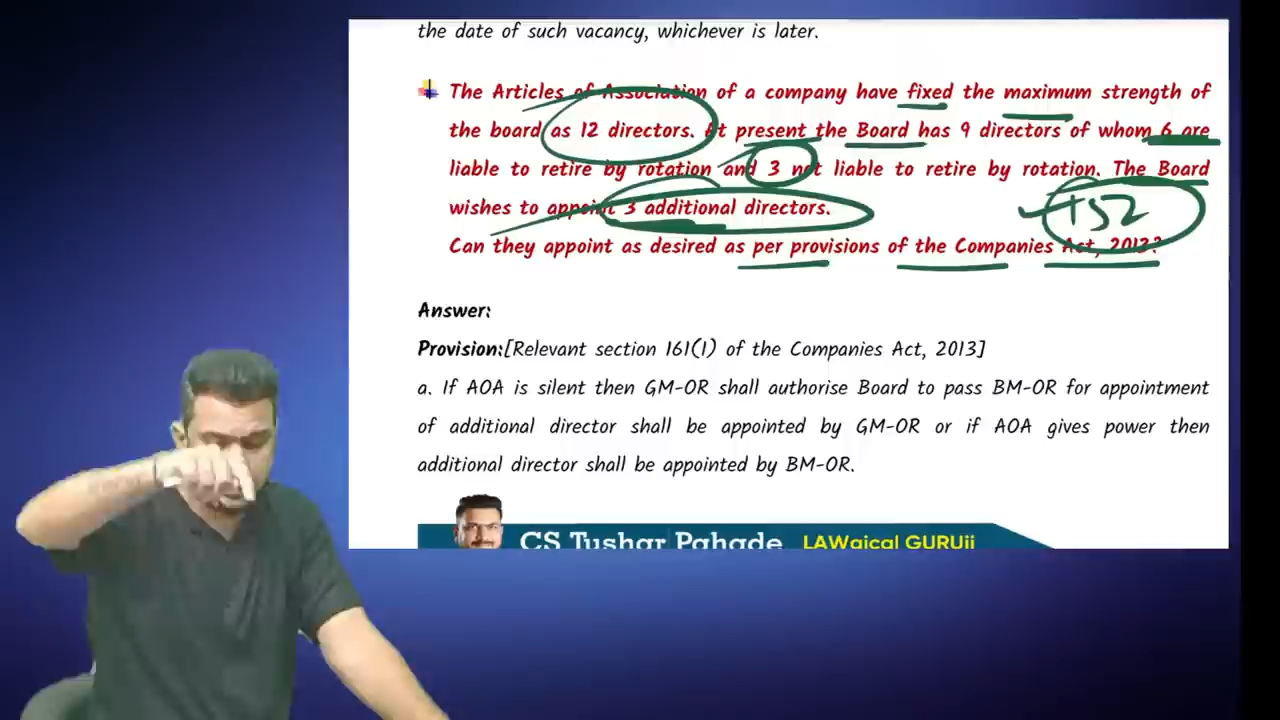 the date of such vacancy, whichever is later.
The Articles of Association of a company have fixed the maximum strength of
the board as 12 directors. At present the Board has 9 directors of whom 6 are
liable to retire by rotation and 3 not liable to retire by rotation. The Board
wishes to appoint 3 additional directors.
Can they appoint as desired as per provisions of the Companies Act, 2013?
Answer:
Provision:[Relevant section 161(1) of the Companies Act, 2013]
a. If AOA is silent then GM-OR shall authorise Board to pass BM-OR for appointment
of additional director shall be appointed by GM-OR or if AOA gives power then
additional director shall be appointed by BM-OR.
CS Tushar Pahade LAWgical GURUji